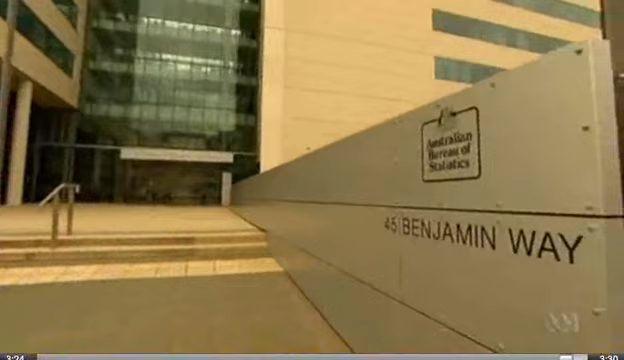 Australian
Bureau of
Statistics
45 BENJAMIN WAY
3:24
3:30